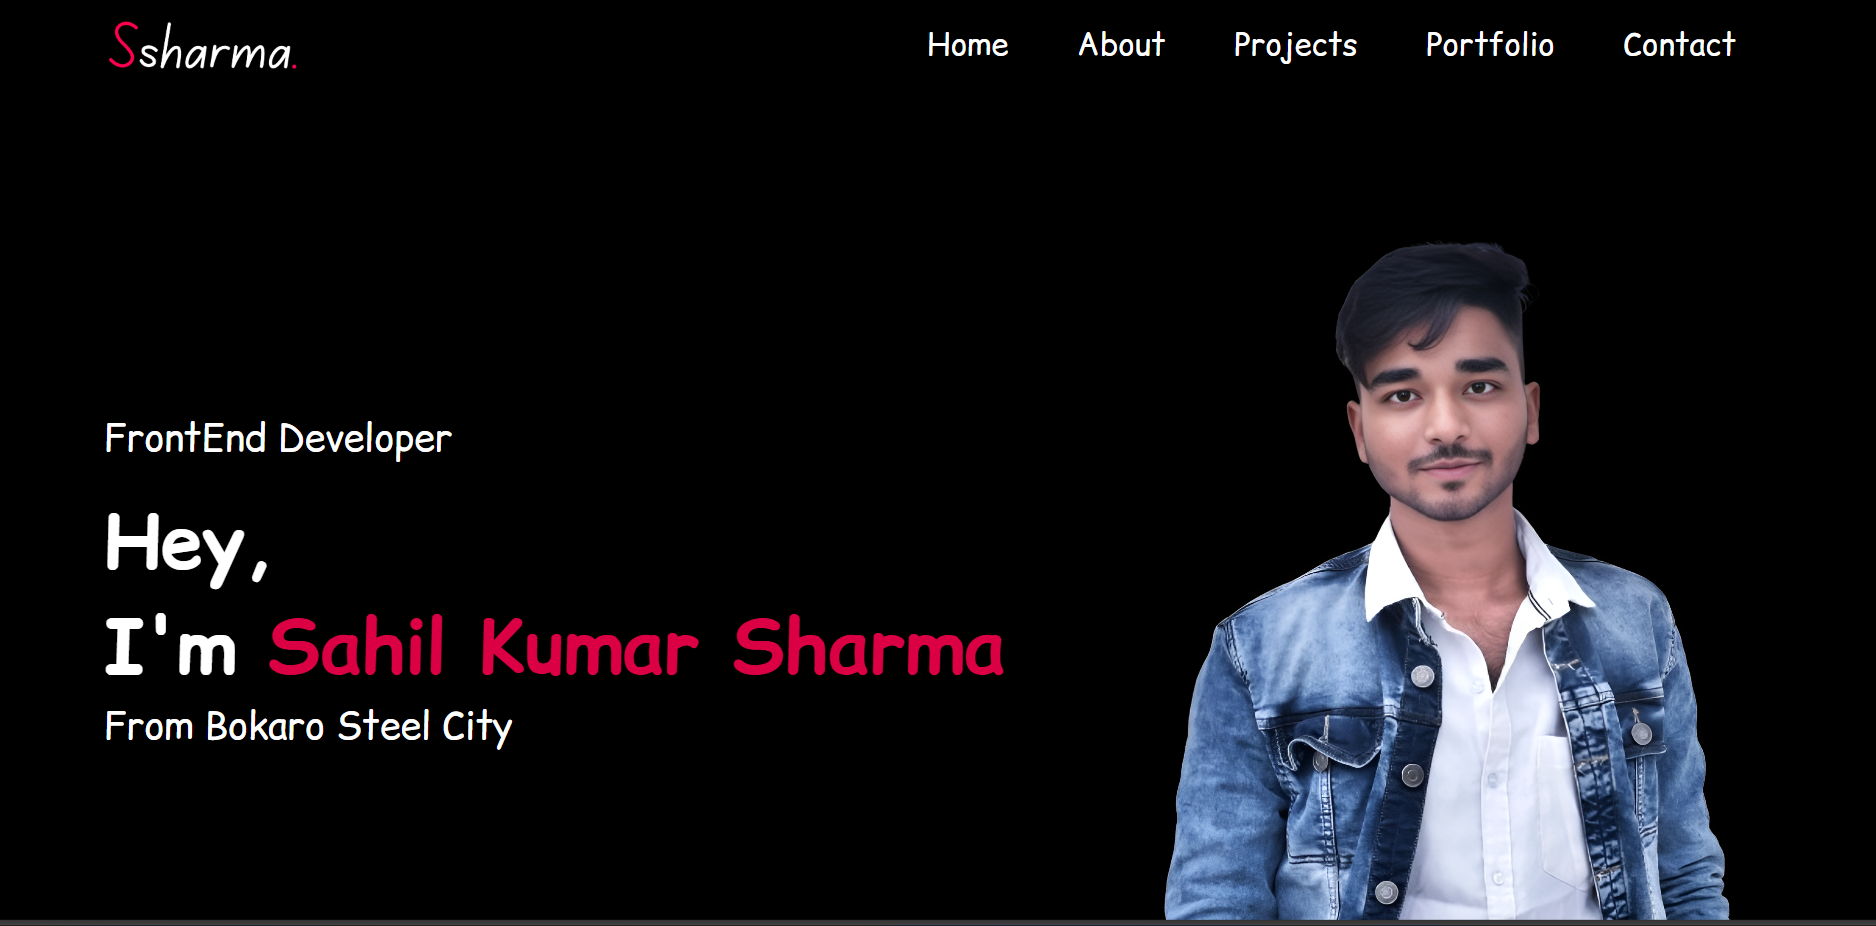 Ssharma.
Home About Projects Portfolio Contact
FrontEnd Developer
Hey,
I'm Sahil Kumar Sharma
From Bokaro Steel City